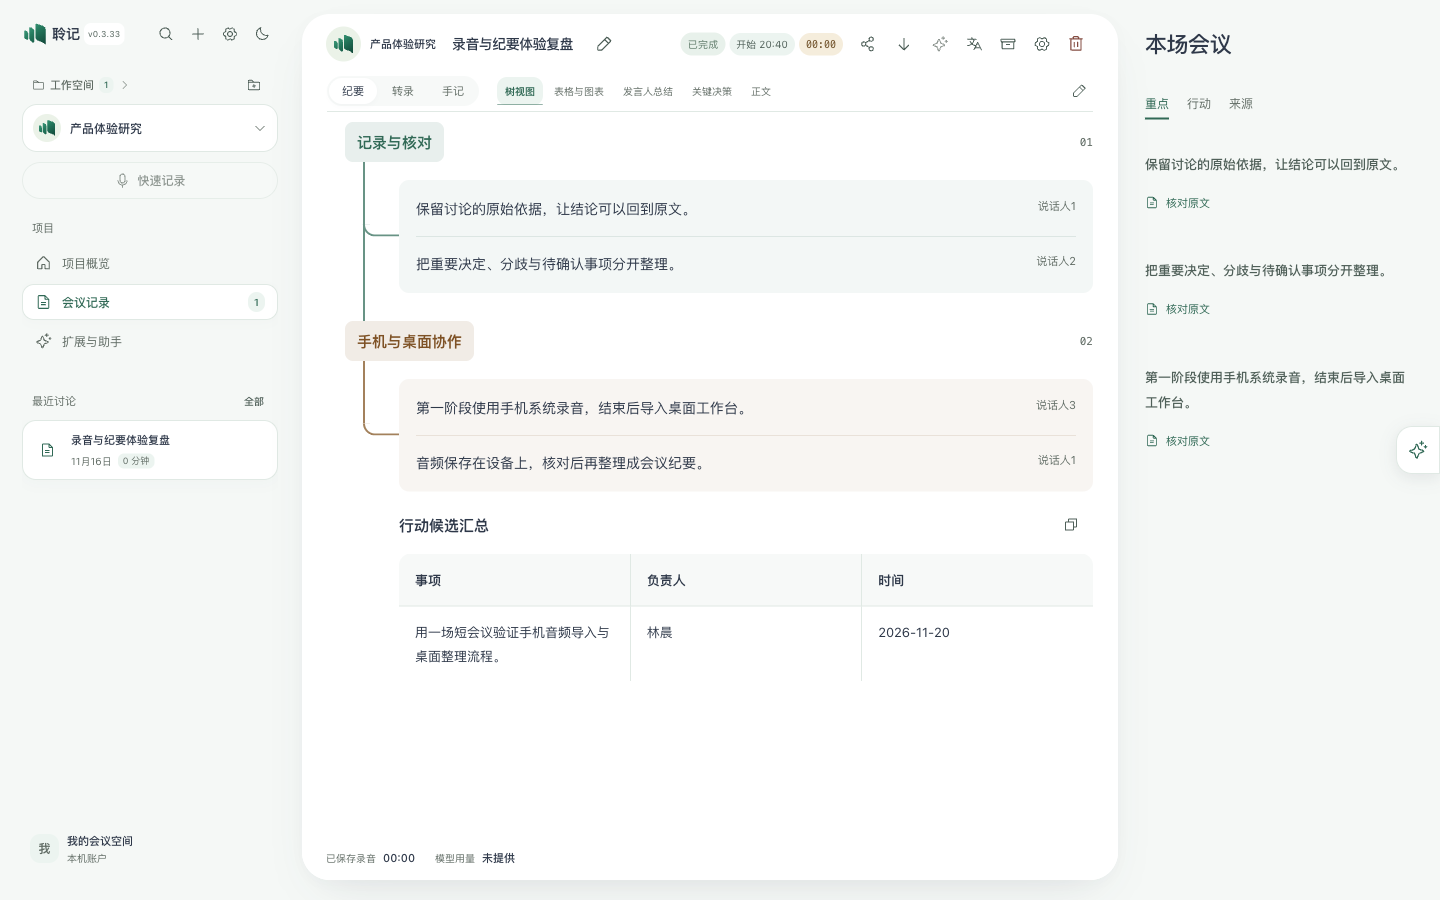 聆记 v0.3.33
工作空间 1
产品体验研究
快速记录
项目
项目概览
会议记录 1
扩展与助手
最近讨论 全部
录音与纪要体验复盘
11月16日 0 分钟
我 我的会议空间
本机账户
产品体验研究 录音与纪要体验复盘 已完成 开始 20:40 00:00
纪要 转录 手记 树视图 表格与图表 发言人总结 关键决策 正文
记录与核对 01
保留讨论的原始依据，让结论可以回到原文。 说话人1
把重要决定、分歧与待确认事项分开整理。 说话人2
手机与桌面协作 02
第一阶段使用手机系统录音，结束后导入桌面工作台。 说话人3
音频保存在设备上，核对后再整理成会议纪要。 说话人1
行动候选汇总
事项 负责人 时间
用一场短会议验证手机音频导入与 林晨 2026-11-20
桌面整理流程。
已保存录音 00:00 模型用量 未提供
本场会议
重点 行动 来源
保留讨论的原始依据，让结论可以回到原文。
核对原文
把重要决定、分歧与待确认事项分开整理。
核对原文
第一阶段使用手机系统录音，结束后导入桌面
工作台。
核对原文